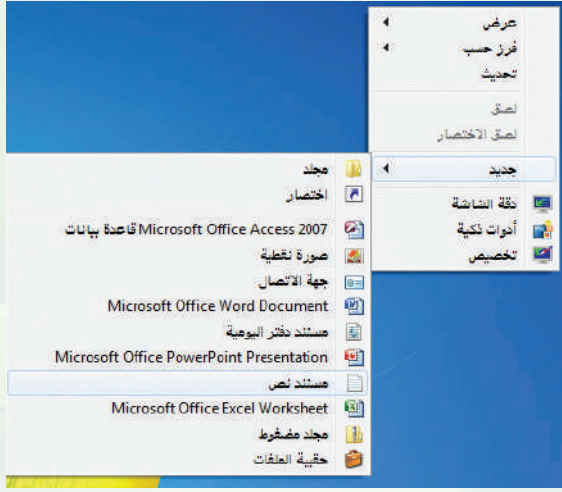 عرض
فرز حسب
تحديث
لصق
لصق الاختصار
جديد
دقة الشاشة
أدوات ذكية
تخصيص
مجلد
اختصار
Microsoft Office Access 2007 قاعدة بيانات
صورة نقطية
جهة الاتصال
Microsoft Office Word Document
مستند دفتر اليومية
Microsoft Office PowerPoint Presentation
مستند نص
Microsoft Office Excel Worksheet
مجلد مضغوط
حقيبة الملفات